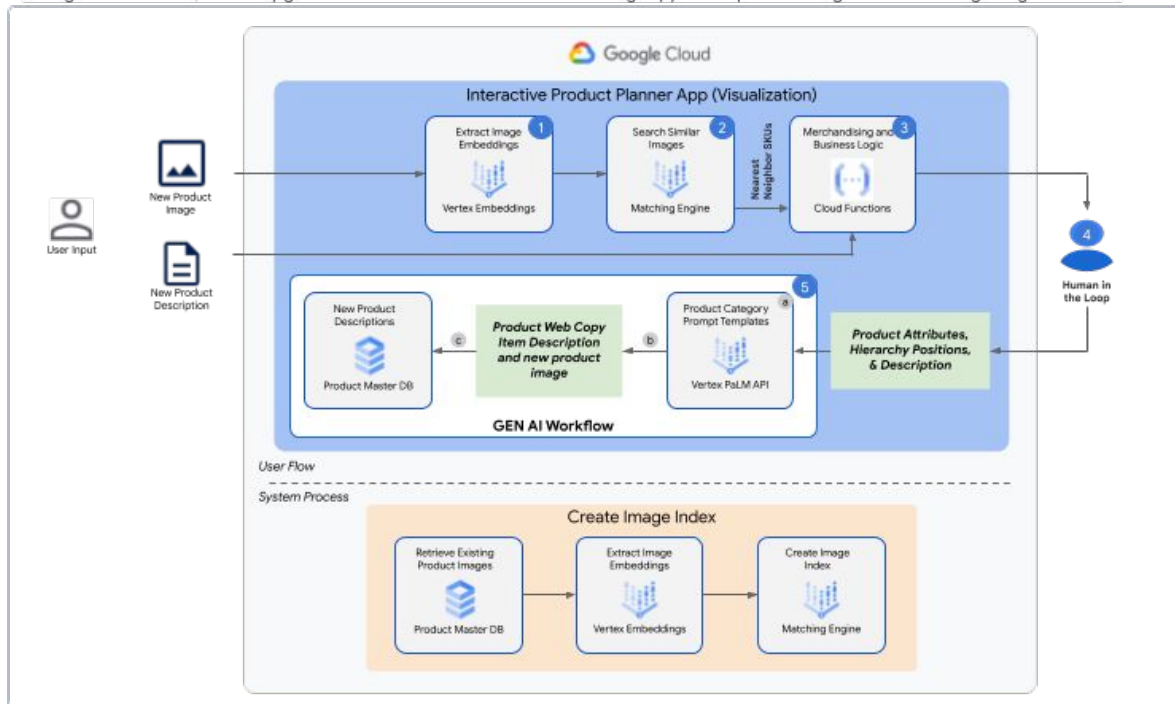 Google Cloud
Interactive Product Planner App (Visualization)
Extract Image
Embeddings
1
Vertex Embeddings
Search Similar
Images
2
Matching Engine
Nearest
Neighbor SKUs
Merchandising and
Business Logic
3
Cloud Functions
New Product
Image
User Input
New Product
Description
4
Human in
the Loop
5
New Product
Descriptions
Product Master DB
c
Product Web Copy
Item Description
and new product
image
b
Product Category
Prompt Templates
a
Vertex PaLM API
Product Attributes,
Hierarchy Positions,
& Description
GEN AI Workflow
User Flow
System Process
Create Image Index
Retrieve Existing
Product Images
Product Master DB
Extract Image
Embeddings
Vertex Embeddings
Create Image
Index
Matching Engine